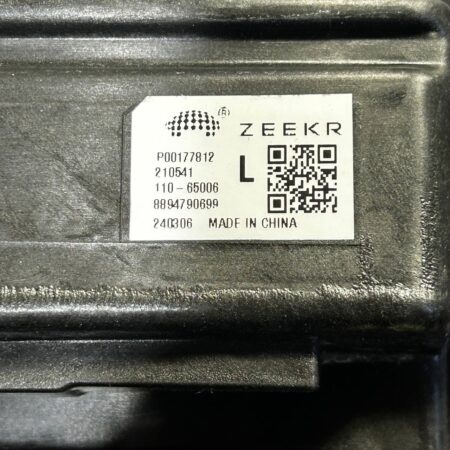 (R) ZEEKR
P00177812
210541 L
110-65006
8894790699
240306 MADE IN CHINA